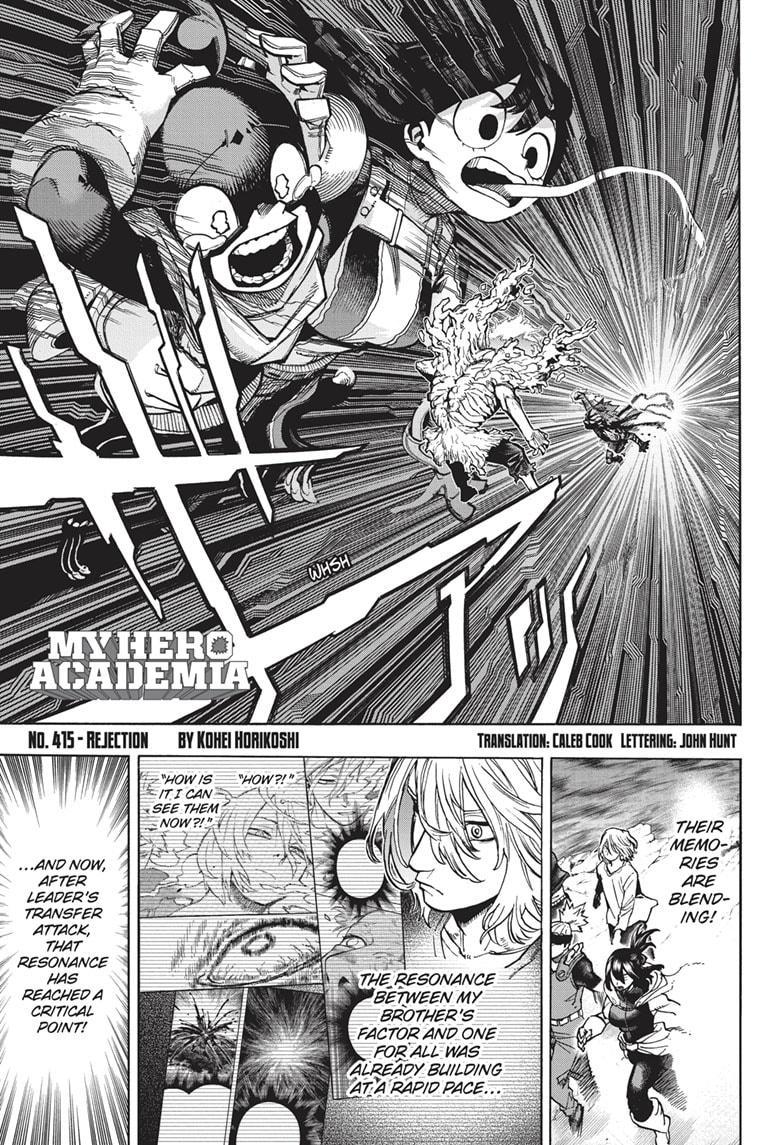 WHSH
MY HERO
ACADEMIA
No. 415 - Rejection by Kohei Horikoshi Translation: Caleb Cook Lettering: John Hunt
THEIR
MEMO-
RIES
ARE
BLEND-
ING!
THE RESONANCE
BETWEEN MY
BROTHER'S
FACTOR AND ONE
FOR ALL WAS
ALREADY BUILDING
AT A RAPID PACE...
"HOW?!"
"HOW IS
IT I CAN
SEE THEM
NOW?!"
...AND NOW,
AFTER
LEADER'S
TRANSFER
ATTACK,
THAT
RESONANCE
HAS
REACHED A
CRITICAL
POINT!